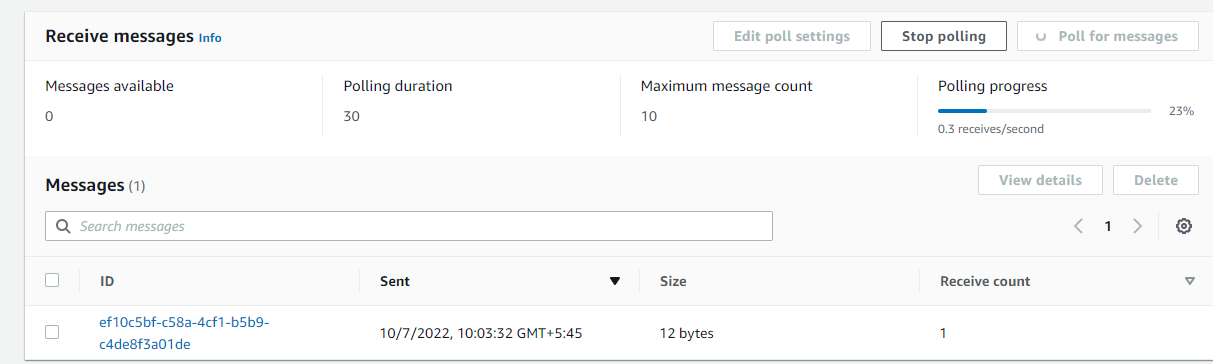 Receive messages Info Edit poll settings Stop polling Poll for messages
Messages available Polling duration Maximum message count Polling progress
0 30 10 23%
0.3 receives/second
Messages (1) View details Delete
Search messages 1
ID Sent Size Receive count
ef10c5bf-c58a-4cf1-b5b9-
c4de8f3a01de 10/7/2022, 10:03:32 GMT+5:45 12 bytes 1